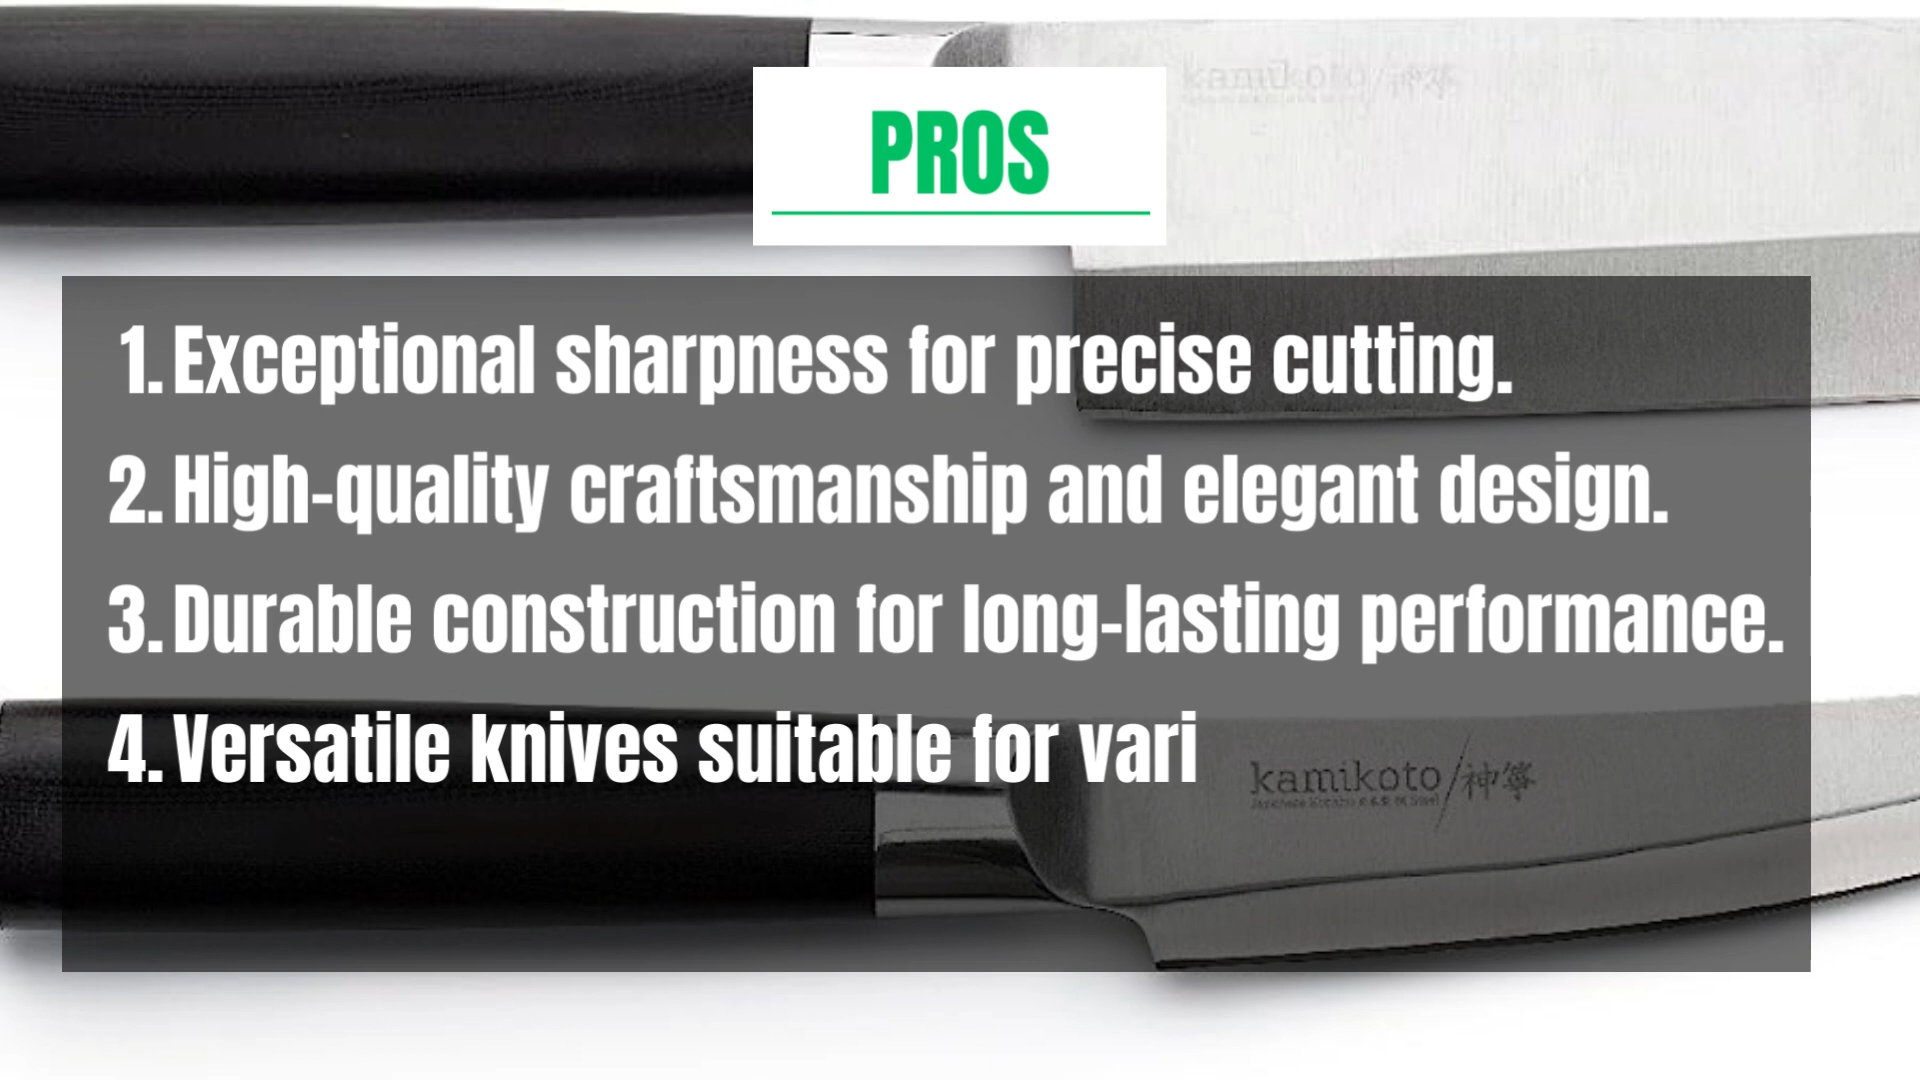 kamikoto/神箏
PROS
1. Exceptional sharpness for precise cutting.
2. High-quality craftsmanship and elegant design.
3. Durable construction for long-lasting performance.
4. Versatile knives suitable for vari
kamikoto/神箏